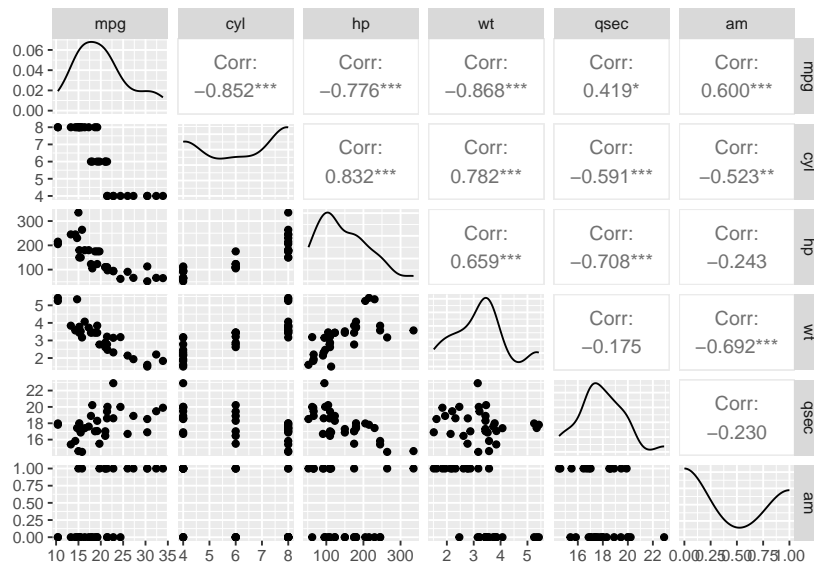 mpg cyl hp wt qsec am
0.06
0.04
0.02
0.00
Corr:
−0.852***
Corr:
−0.776***
Corr:
−0.868***
Corr:
0.419*
Corr:
0.600***
mpg
8
7
6
5
4
Corr:
0.832***
Corr:
0.782***
Corr:
−0.591***
Corr:
−0.523**
cyl
300
200
100
Corr:
0.659***
Corr:
−0.708***
Corr:
−0.243
hp
5
4
3
2
Corr:
−0.175
Corr:
−0.692***
wt
22
20
18
16
Corr:
−0.230
qsec
1.00
0.75
0.50
0.25
0.00
am
10 15 20 25 30 35 4 5 6 7 8 100 200 300 2 3 4 5 16 18 20 22 0.00 0.25 0.50 0.75 1.00